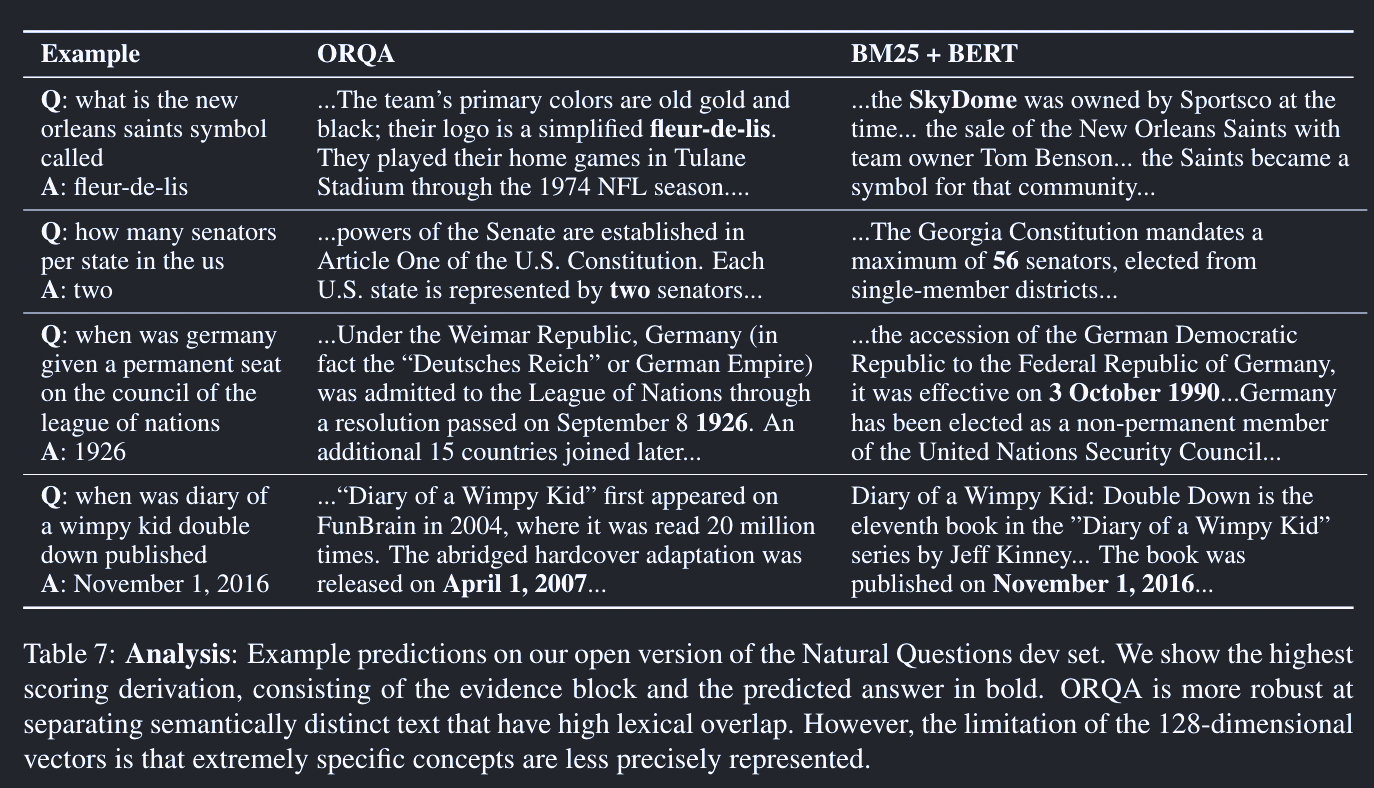 Example ORQA BM25 + BERT
Q: what is the new
orleans saints symbol
called
A: fleur-de-lis
...The team's primary colors are old gold and
black; their logo is a simplified fleur-de-lis.
They played their home games in Tulane
Stadium through the 1974 NFL season....
...the SkyDome was owned by Sportsco at the
time... the sale of the New Orleans Saints with
team owner Tom Benson... the Saints became a
symbol for that community...
Q: how many senators
per state in the us
A: two
...powers of the Senate are established in
Article One of the U.S. Constitution. Each
U.S. state is represented by two senators...
...The Georgia Constitution mandates a
maximum of 56 senators, elected from
single-member districts...
Q: when was germany
given a permanent seat
on the council of the
league of nations
A: 1926
...Under the Weimar Republic, Germany (in
fact the “Deutsches Reich” or German Empire)
was admitted to the League of Nations through
a resolution passed on September 8 1926. An
additional 15 countries joined later...
...the accession of the German Democratic
Republic to the Federal Republic of Germany,
it was effective on 3 October 1990...Germany
has been elected as a non-permanent member
of the United Nations Security Council...
Q: when was diary of
a wimpy kid double
down published
A: November 1, 2016
...“Diary of a Wimpy Kid” first appeared on
FunBrain in 2004, where it was read 20 million
times. The abridged hardcover adaptation was
released on April 1, 2007...
Diary of a Wimpy Kid: Double Down is the
eleventh book in the ”Diary of a Wimpy Kid”
series by Jeff Kinney... The book was
published on November 1, 2016...
Table 7: Analysis: Example predictions on our open version of the Natural Questions dev set. We show the highest
scoring derivation, consisting of the evidence block and the predicted answer in bold. ORQA is more robust at
separating semantically distinct text that have high lexical overlap. However, the limitation of the 128-dimensional
vectors is that extremely specific concepts are less precisely represented.